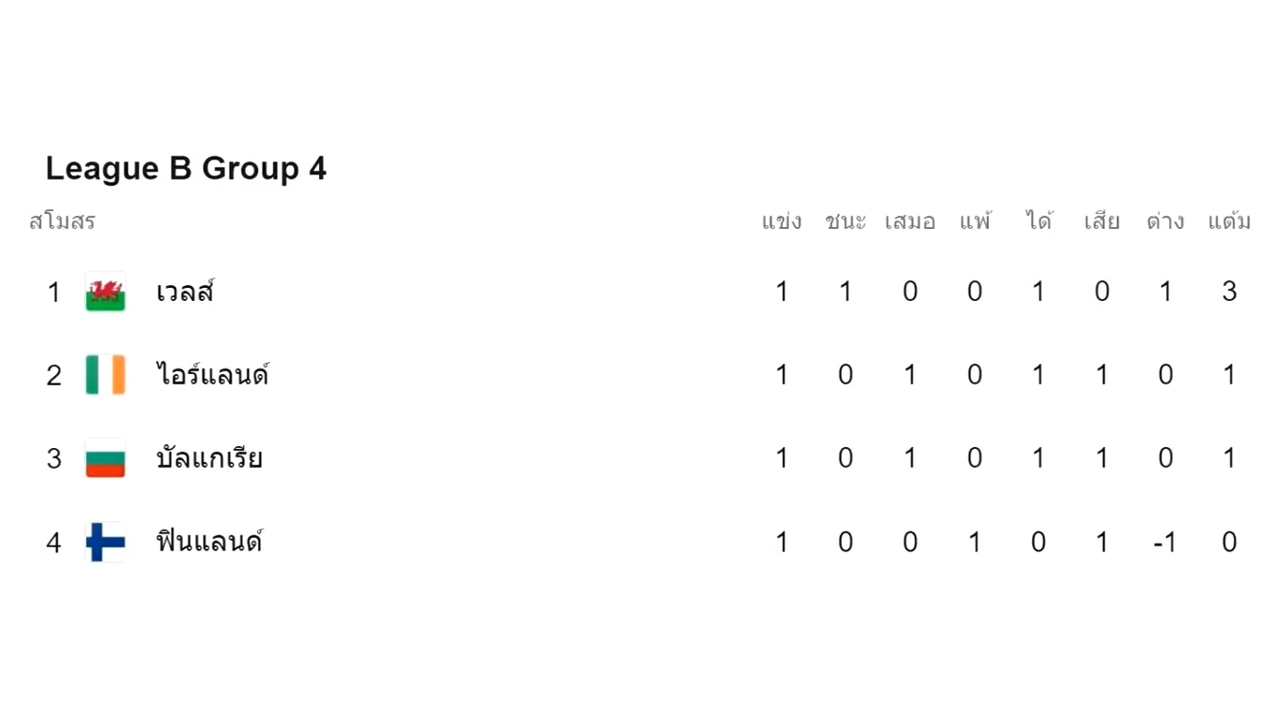 League B Group 4
สโมสร แข่ง ชนะ เสมอ แพ้ ได้ เสีย ต่าง แต้ม
1 เวลส์ 1 1 0 0 1 0 1 3
2 ไอร์แลนด์ 1 0 1 0 1 1 0 1
3 บัลแกเรีย 1 0 1 0 1 1 0 1
4 ฟินแลนด์ 1 0 0 1 0 1 -1 0